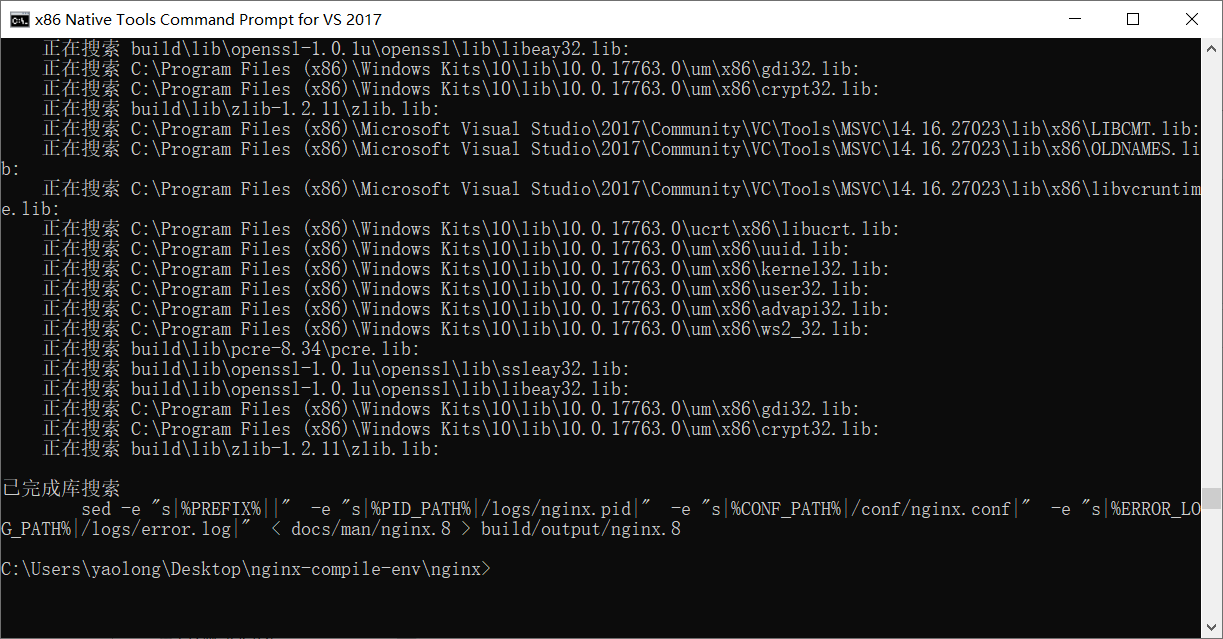 x86 Native Tools Command Prompt for VS 2017
正在搜索 build\lib\openssl-1.0.1u\openssl\lib\libeay32.lib:
正在搜索 C:\Program Files (x86)\Windows Kits\10\lib\10.0.17763.0\um\x86\gdi32.lib:
正在搜索 C:\Program Files (x86)\Windows Kits\10\lib\10.0.17763.0\um\x86\crypt32.lib:
正在搜索 build\lib\zlib-1.2.11\zlib.lib:
正在搜索 C:\Program Files (x86)\Microsoft Visual Studio\2017\Community\VC\Tools\MSVC\14.16.27023\lib\x86\LIBCMT.lib:
正在搜索 C:\Program Files (x86)\Microsoft Visual Studio\2017\Community\VC\Tools\MSVC\14.16.27023\lib\x86\OLDNAMES.li
b:
正在搜索 C:\Program Files (x86)\Microsoft Visual Studio\2017\Community\VC\Tools\MSVC\14.16.27023\lib\x86\libvcruntim
e.lib:
正在搜索 C:\Program Files (x86)\Windows Kits\10\lib\10.0.17763.0\ucrt\x86\libucrt.lib:
正在搜索 C:\Program Files (x86)\Windows Kits\10\lib\10.0.17763.0\um\x86\uuid.lib:
正在搜索 C:\Program Files (x86)\Windows Kits\10\lib\10.0.17763.0\um\x86\kernel32.lib:
正在搜索 C:\Program Files (x86)\Windows Kits\10\lib\10.0.17763.0\um\x86\user32.lib:
正在搜索 C:\Program Files (x86)\Windows Kits\10\lib\10.0.17763.0\um\x86\advapi32.lib:
正在搜索 C:\Program Files (x86)\Windows Kits\10\lib\10.0.17763.0\um\x86\ws2_32.lib:
正在搜索 build\lib\pcre-8.34\pcre.lib:
正在搜索 build\lib\openssl-1.0.1u\openssl\lib\ssleay32.lib:
正在搜索 build\lib\openssl-1.0.1u\openssl\lib\libeay32.lib:
正在搜索 C:\Program Files (x86)\Windows Kits\10\lib\10.0.17763.0\um\x86\gdi32.lib:
正在搜索 C:\Program Files (x86)\Windows Kits\10\lib\10.0.17763.0\um\x86\crypt32.lib:
正在搜索 build\lib\zlib-1.2.11\zlib.lib:
已完成库搜索
sed -e "s|%PREFIX%||"  -e "s|%PID_PATH%|/logs/nginx.pid|"  -e "s|%CONF_PATH%|/conf/nginx.conf|"  -e "s|%ERROR_LO
G_PATH%|/logs/error.log|"  < docs/man/nginx.8 > build/output/nginx.8
C:\Users\yaolong\Desktop\nginx-compile-env\nginx>